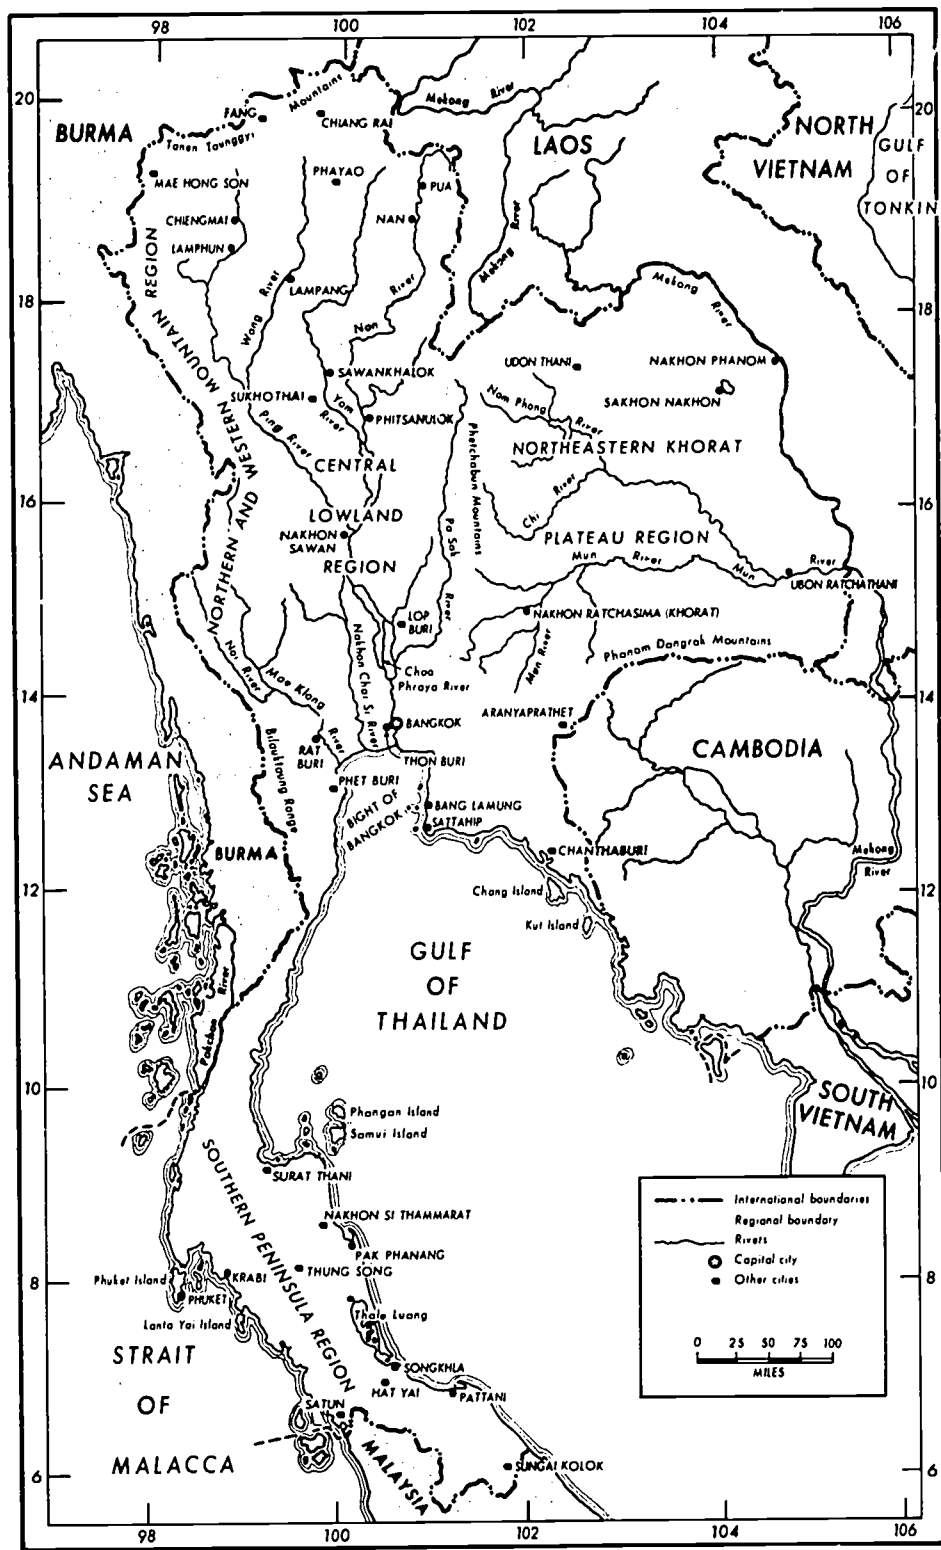 98
100
102
104
106
20
20
BURMA
FANG
Mountains
Tanen Taunggyi
CHIANG RAI
Mekong River
LAOS
NORTH
VIETNAM
GULF
OF
TONKIN
MAE HONG SON
PHAYAO
PUA
CHIENGMAI
NAN
LAMPHUN
LAMPANG
Wang River
Nan River
Mekong River
Mekong River
18
18
NORTHERN AND WESTERN MOUNTAIN REGION
SAWANKHALOK
UDON THANI
NAKHON PHANOM
SUKHOTHAI
Yom River
PHITSANULOK
SAKHON NAKHON
Nam Phong River
Ping River
CENTRAL
LOWLAND
REGION
Phetchabun Mountains
NORTHEASTERN KHORAT
PLATEAU REGION
Chi River
16
16
NAKHON
SAWAN
Pa Sak River
Mun River
Mun River
UBON RATCHATHANI
LOP
BURI
NAKHON RATCHASIMA (KHORAT)
Mun River
Phanom Dangrak Mountains
Nakhon Chai Si River
Chao
Phraya River
Noi River
Mae Klong River
14
14
BANGKOK
ARANYAPRATHET
CAMBODIA
ANDAMAN
SEA
RAT
BURI
THON BURI
Bilauktaung Range
PHET BURI
BIGHT OF
BANGKOK
BANG LAMUNG
SATTAHIP
BURMA
CHANTHABURI
Mekong
River
12
12
Chang Island
Kut Island
GULF
OF
THAILAND
Pakchan River
10
10
SOUTH
VIETNAM
Phangan Island
Samui Island
SURAT THANI
SOUTHERN PENINSULA REGION
NAKHON SI THAMMARAT
PAK PHANANG
THUNG SONG
8
8
Phuket Island
KRABI
PHUKET
Lanta Yai Island
Thale Luang
STRAIT
OF
MALACCA
SONGKHLA
HAT YAI
PATTANI
SATUN
MALAYSIA
SUNGAI KOLOK
6
6
International boundaries
Regional boundary
Rivers
Capital city
Other cities
0 25 50 75 100
MILES
98
100
102
104
106